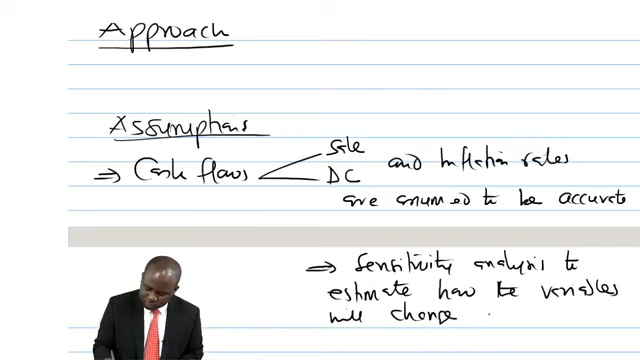 Approach
Assumptions
⇒ Cash flows
Sale
DC
and Inflation rates
are assumed to be accurate
⇒ Sensitivity analysis to
estimate how the variables
will change.